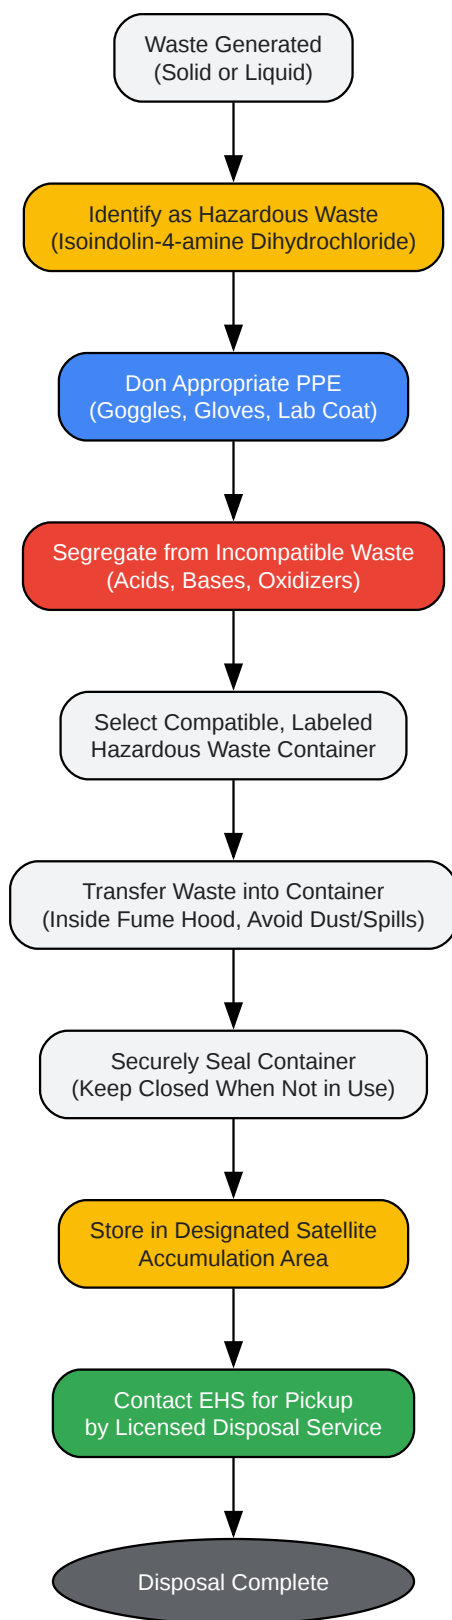 Waste Generated
(Solid or Liquid)
Identify as Hazardous Waste
(Isoindolin-4-amine Dihydrochloride)
Don Appropriate PPE
(Goggles, Gloves, Lab Coat)
Segregate from Incompatible Waste
(Acids, Bases, Oxidizers)
Select Compatible, Labeled
Hazardous Waste Container
Transfer Waste into Container
(Inside Fume Hood, Avoid Dust/Spills)
Securely Seal Container
(Keep Closed When Not in Use)
Store in Designated Satellite
Accumulation Area
Contact EHS for Pickup
by Licensed Disposal Service
Disposal Complete